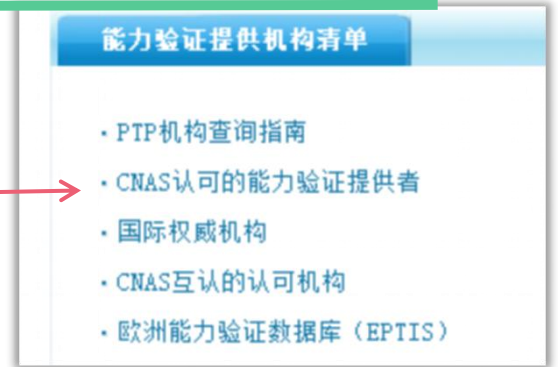 能力验证提供机构清单
· PTP机构查询指南
· CNAS认可的能力验证提供者
· 国际权威机构
· CNAS互认的认可机构
· 欧洲能力验证数据库（EPTIS）